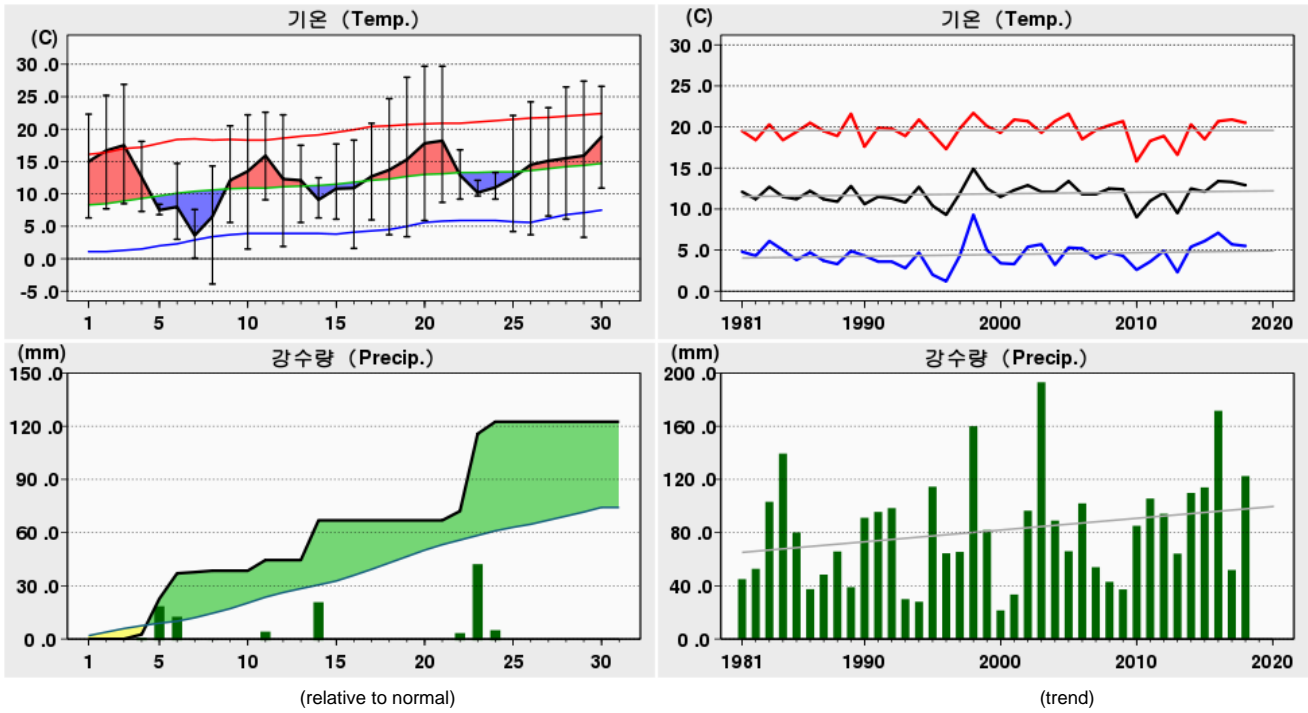 기온 (Temp.)
(C)
30 .0
25 .0
20 .0
15 .0
10 .0
5 .0
0 .0
-5.0
1 5 10 15 20 25 30
기온 (Temp.)
(C)
30 .0
25 .0
20 .0
15 .0
10 .0
5 .0
0 .0
1981 1990 2000 2010 2020
강수량 (Precip.)
(mm)
150 .0
120 .0
90 .0
60 .0
30 .0
0 .0
1 5 10 15 20 25 30
(relative to normal)
강수량 (Precip.)
(mm)
200 .0
160 .0
120 .0
80 .0
40 .0
0 .0
1981 1990 2000 2010 2020
(trend)